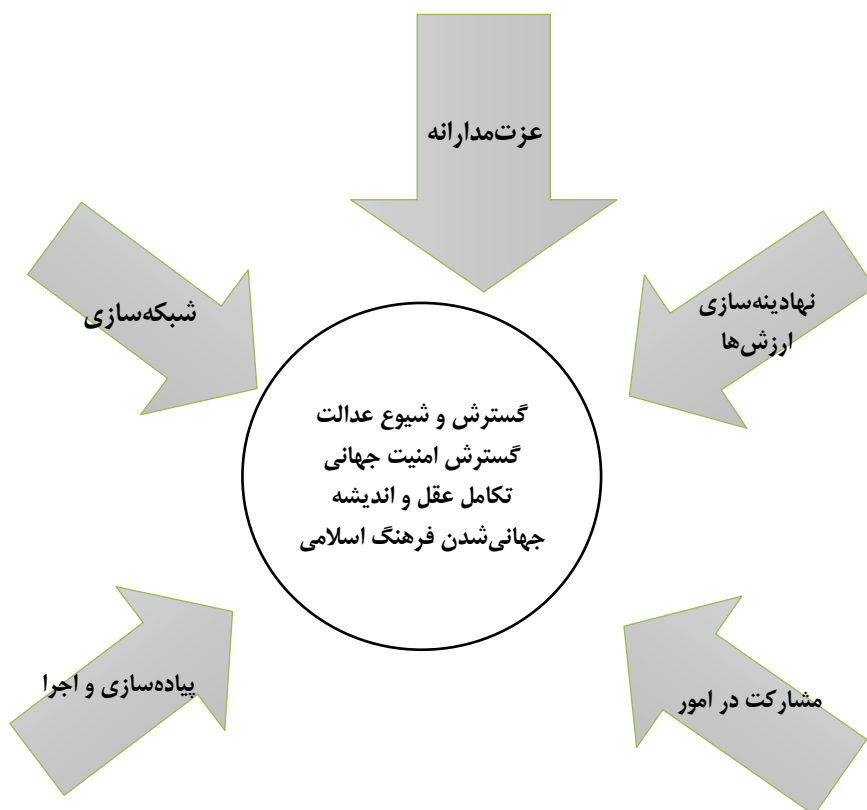 عزت‌مدارانه
نهادینه‌سازی
ارزش‌ها
شبکه‌سازی
گسترش و شیوع عدالت
گسترش امنیت جهانی
تکامل عقل و اندیشه
جهانی‌شدن فرهنگ اسلامی
مشارکت در امور
پیاده‌سازی و اجرا